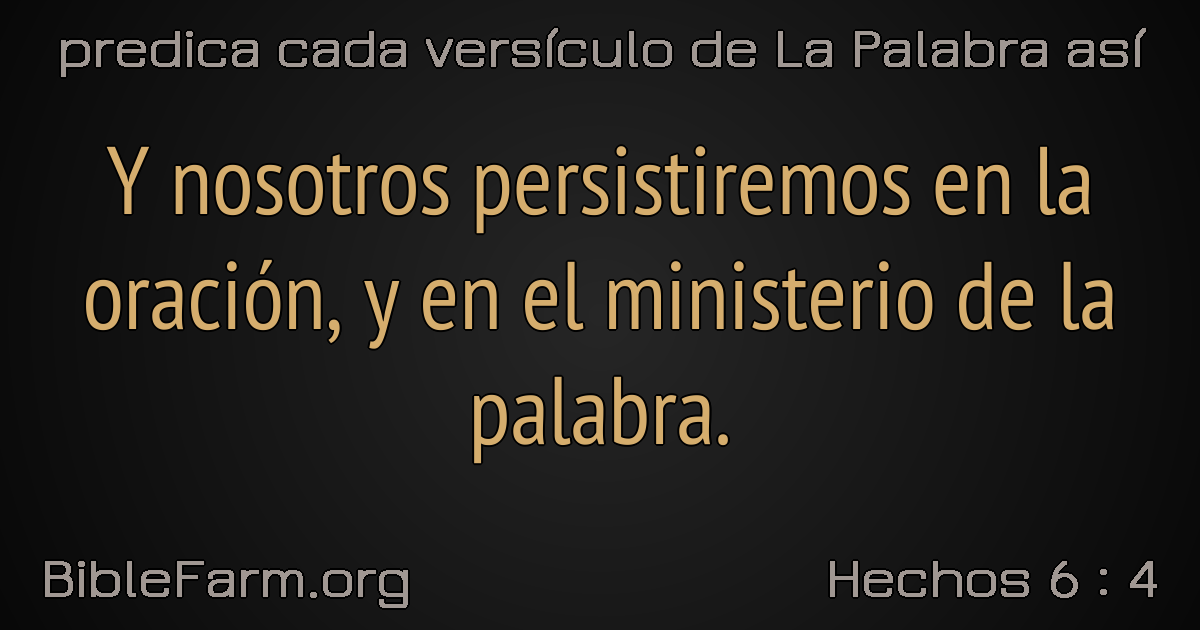 predica cada versículo de La Palabra así
Y nosotros persistiremos en la
oración, y en el ministerio de la
palabra.
BibleFarm.org
Hechos 6 : 4